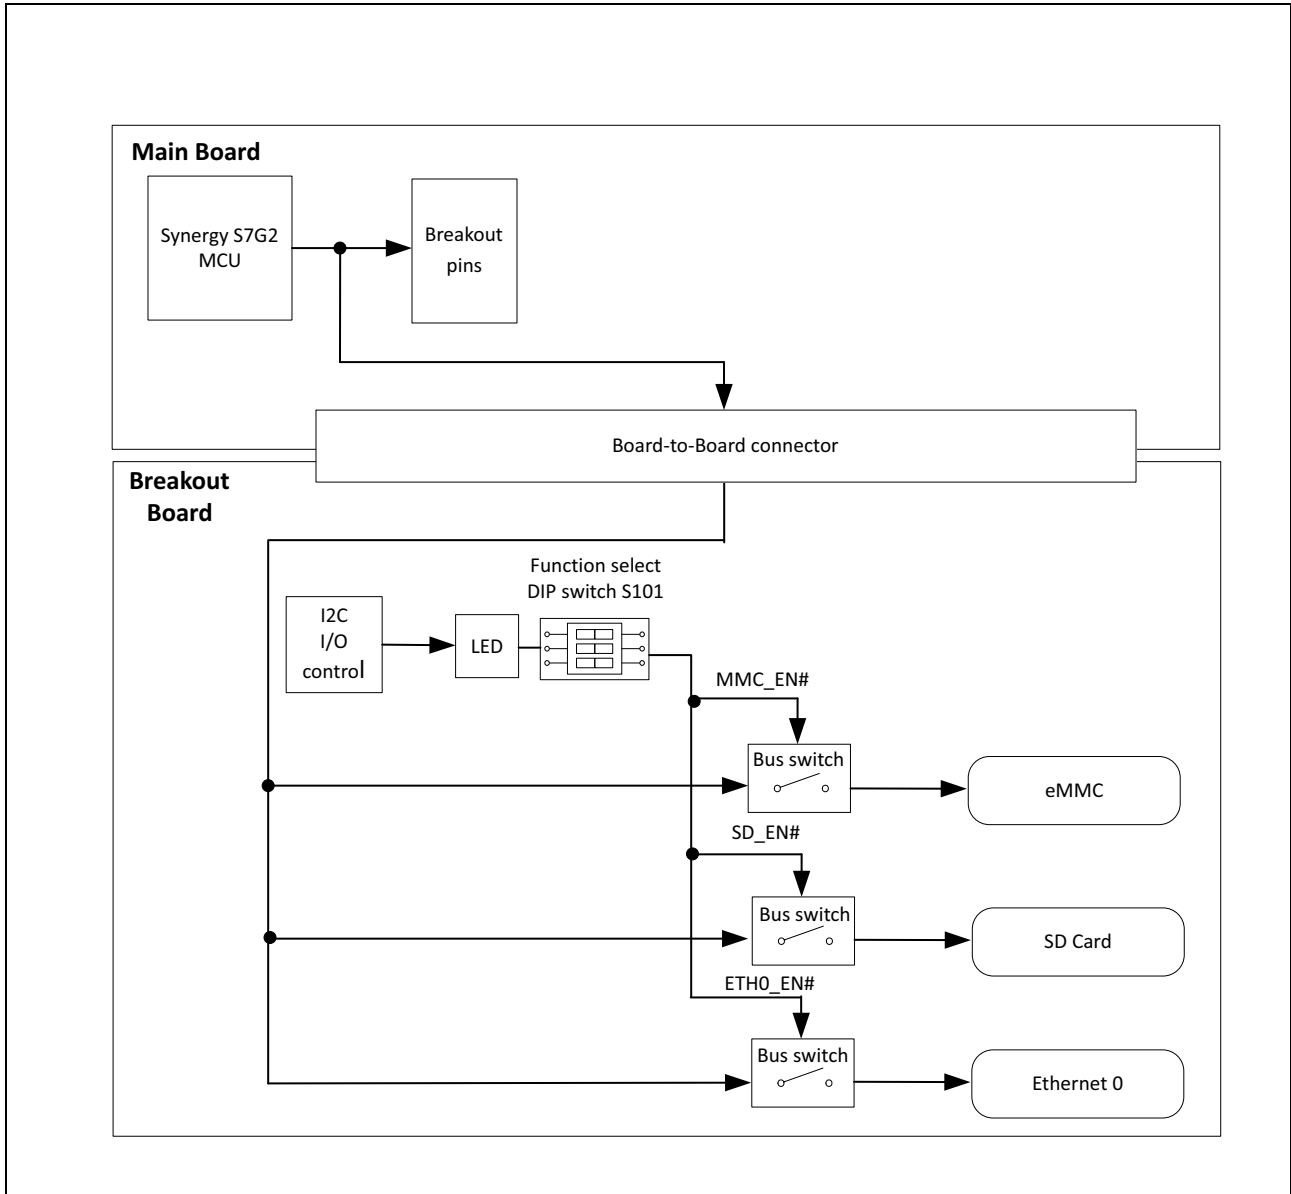 Main Board
Synergy S7G2
MCU
Breakout
pins
Board-to-Board connector
Breakout
Board
Function select
DIP switch S101
I2C
I/O
control
LED
MMC_EN#
Bus switch
eMMC
SD_EN#
Bus switch
SD Card
ETH0_EN#
Bus switch
Ethernet 0